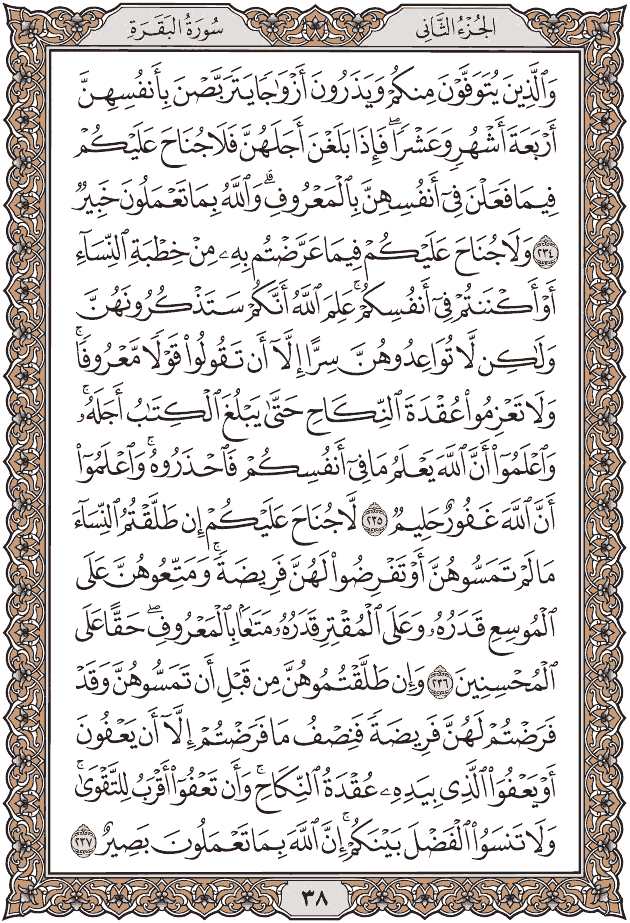 الجُزْءُ الثَّانِي
سُورَةُ البَقَرَةِ
وَٱلَّذِينَ يُتَوَفَّوْنَ مِنكُمْ وَيَذَرُونَ أَزْوَٰجًا يَتَرَبَّصْنَ بِأَنفُسِهِنَّ
أَرْبَعَةَ أَشْهُرٍ وَعَشْرًا ۖ فَإِذَا بَلَغْنَ أَجَلَهُنَّ فَلَا جُنَاحَ عَلَيْكُمْ
فِيمَا فَعَلْنَ فِىٓ أَنفُسِهِنَّ بِٱلْمَعْرُوفِ ۗ وَٱللَّهُ بِمَا تَعْمَلُونَ خَبِيرٌ
٢٣٤ وَلَا جُنَاحَ عَلَيْكُمْ فِيمَا عَرَّضْتُم بِهِۦ مِنْ خِطْبَةِ ٱلنِّسَآءِ
أَوْ أَكْنَنتُمْ فِىٓ أَنفُسِكُمْ ۚ عَلِمَ ٱللَّهُ أَنَّكُمْ سَتَذْكُرُونَهُنَّ
وَلَٰكِن لَّا تُوَاعِدُوهُنَّ سِرًّا إِلَّآ أَن تَقُولُوا۟ قَوْلًا مَّعْرُوفًا ۚ
وَلَا تَعْزِمُوا۟ عُقْدَةَ ٱلنِّكَاحِ حَتَّىٰ يَبْلُغَ ٱلْكِتَٰبُ أَجَلَهُۥ ۚ
وَٱعْلَمُوٓا۟ أَنَّ ٱللَّهَ يَعْلَمُ مَا فِىٓ أَنفُسِكُمْ فَٱحْذَرُوهُ ۚ وَٱعْلَمُوٓا۟
أَنَّ ٱللَّهَ غَفُورٌ حَلِيمٌ ٢٣٥ لَّا جُنَاحَ عَلَيْكُمْ إِن طَلَّقْتُمُ ٱلنِّسَآءَ
مَا لَمْ تَمَسُّوهُنَّ أَوْ تَفْرِضُوا۟ لَهُنَّ فَرِيضَةً ۚ وَمَتِّعُوهُنَّ عَلَى
ٱلْمُوسِعِ قَدَرُهُۥ وَعَلَى ٱلْمُقْتِرِ قَدَرُهُۥ مَتَٰعًۢا بِٱلْمَعْرُوفِ ۖ حَقًّا عَلَى
ٱلْمُحْسِنِينَ ٢٣٦ وَإِن طَلَّقْتُمُوهُنَّ مِن قَبْلِ أَن تَمَسُّوهُنَّ وَقَدْ
فَرَضْتُمْ لَهُنَّ فَرِيضَةً فَنِصْفُ مَا فَرَضْتُمْ إِلَّآ أَن يَعْفُونَ
أَوْ يَعْفُوَا۟ ٱلَّذِى بِيَدِهِۦ عُقْدَةُ ٱلنِّكَاحِ ۚ وَأَن تَعْفُوٓا۟ أَقْرَبُ لِلتَّقْوَىٰ ۚ
وَلَا تَنسَوُا۟ ٱلْفَضْلَ بَيْنَكُمْ ۚ إِنَّ ٱللَّهَ بِمَا تَعْمَلُونَ بَصِيرٌ ٢٣٧
٣٨